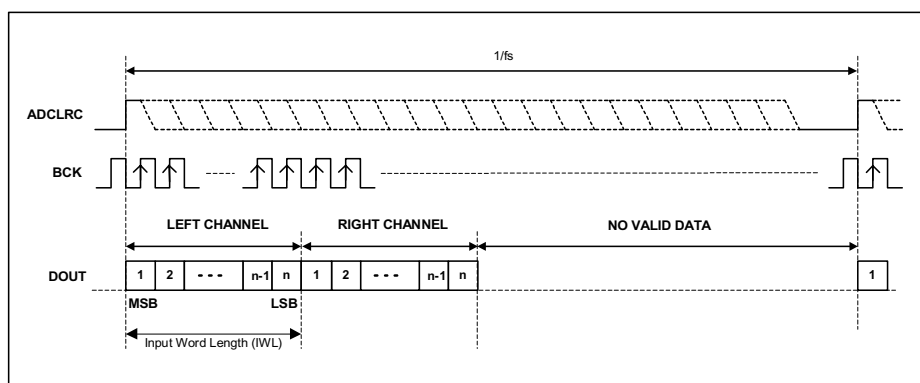 1/fs
ADCLRC
BCK
LEFT CHANNEL RIGHT CHANNEL NO VALID DATA
DOUT 1 2 n-1 n 1 2 n-1 n 1
MSB LSB
Input Word Length (IWL)